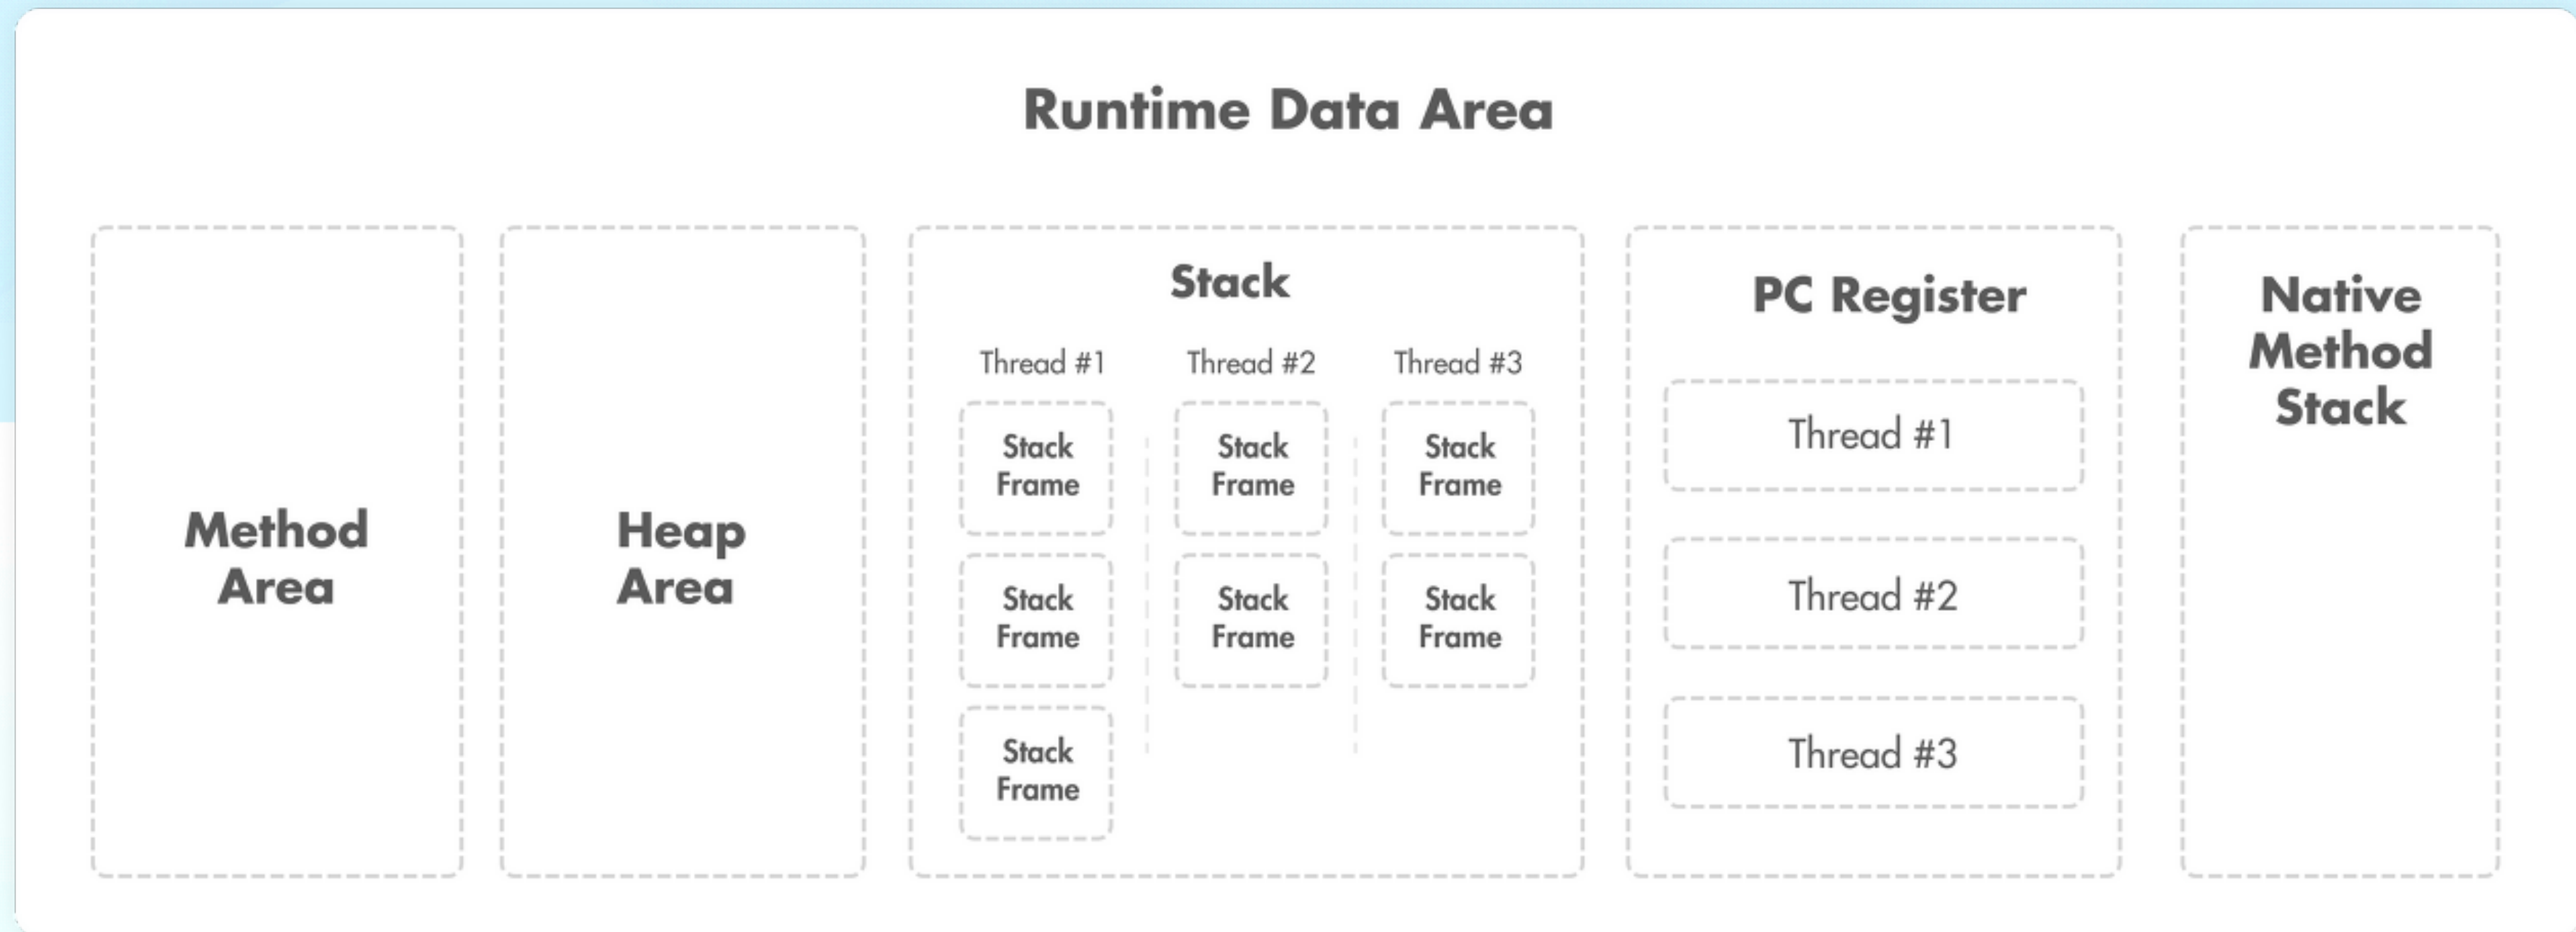 Runtime Data Area
Method
Area
Heap
Area
Stack
Thread #1
Thread #2
Thread #3
Stack
Frame
Stack
Frame
Stack
Frame
Stack
Frame
Stack
Frame
Stack
Frame
Stack
Frame
PC Register
Thread #1
Thread #2
Thread #3
Native
Method
Stack